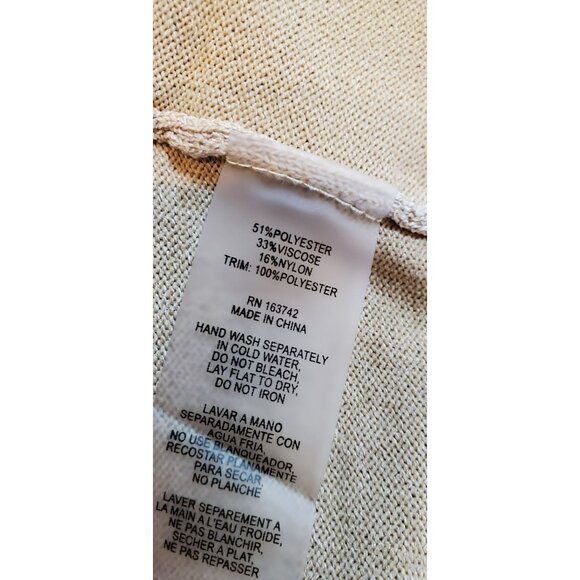 51%POLYESTER
33%VISCOSE
16%NYLON
TRIM: 100%POLYESTER
RN 163742
MADE IN CHINA
HAND WASH SEPARATELY
IN COLD WATER,
DO NOT BLEACH,
LAY FLAT TO DRY,
DO NOT IRON
LAVAR A MANO
SEPARADAMENTE CON
AGUA FRIA,
NO USE BLANQUEADOR,
RECOSTAR PLANAMENTE
PARA SECAR,
NO PLANCHE
LAVER SEPAREMENT A
LA MAIN A L'EAU FROIDE,
NE PAS BLANCHIR,
SECHER A PLAT,
NE PAS REPASSER